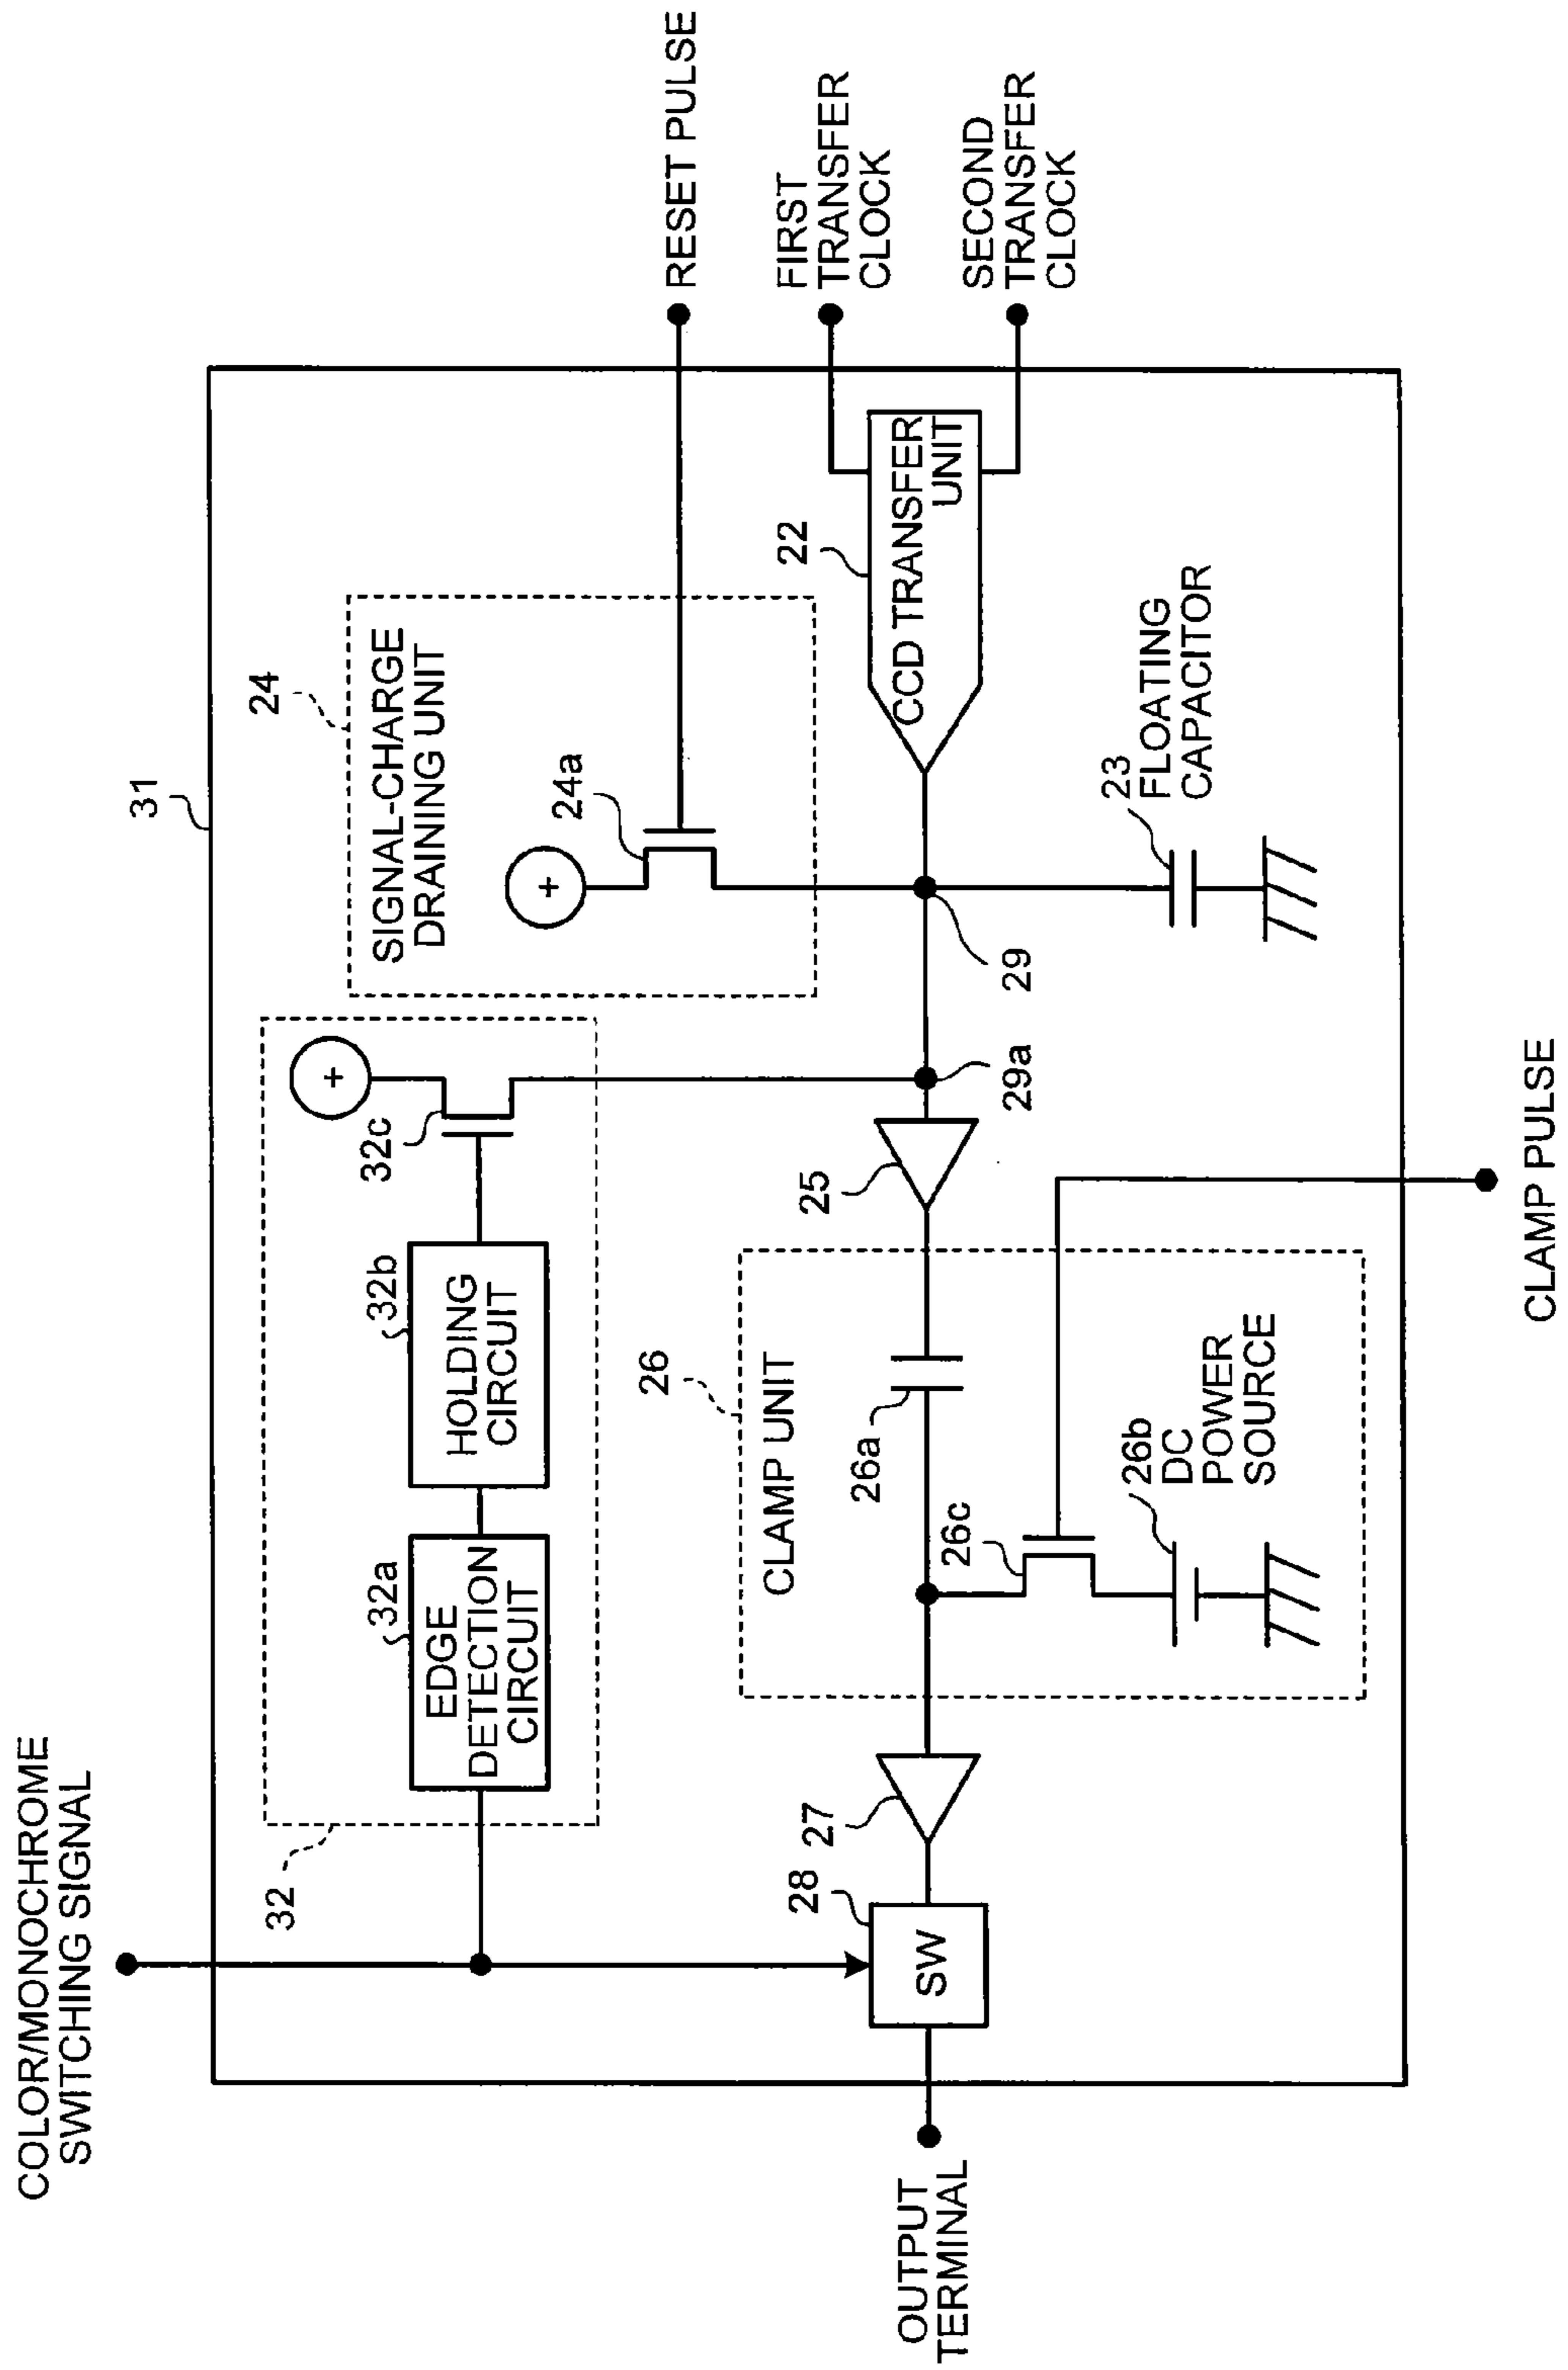 COLOR/MONOCHROME
SWITCHING SIGNAL
31
32
32a
EDGE
DETECTION
CIRCUIT
32b
HOLDING
CIRCUIT
32c
+
24
SIGNAL-CHARGE
DRAINING UNIT
+
24a
RESET PULSE
OUTPUT
TERMINAL
28
SW
27
26
CLAMP UNIT
26a
26c
26b
DC
POWER
SOURCE
25
29a
29
22
CCD TRANSFER
UNIT
23
FLOATING
CAPACITOR
FIRST
TRANSFER
CLOCK
SECOND
TRANSFER
CLOCK
CLAMP PULSE